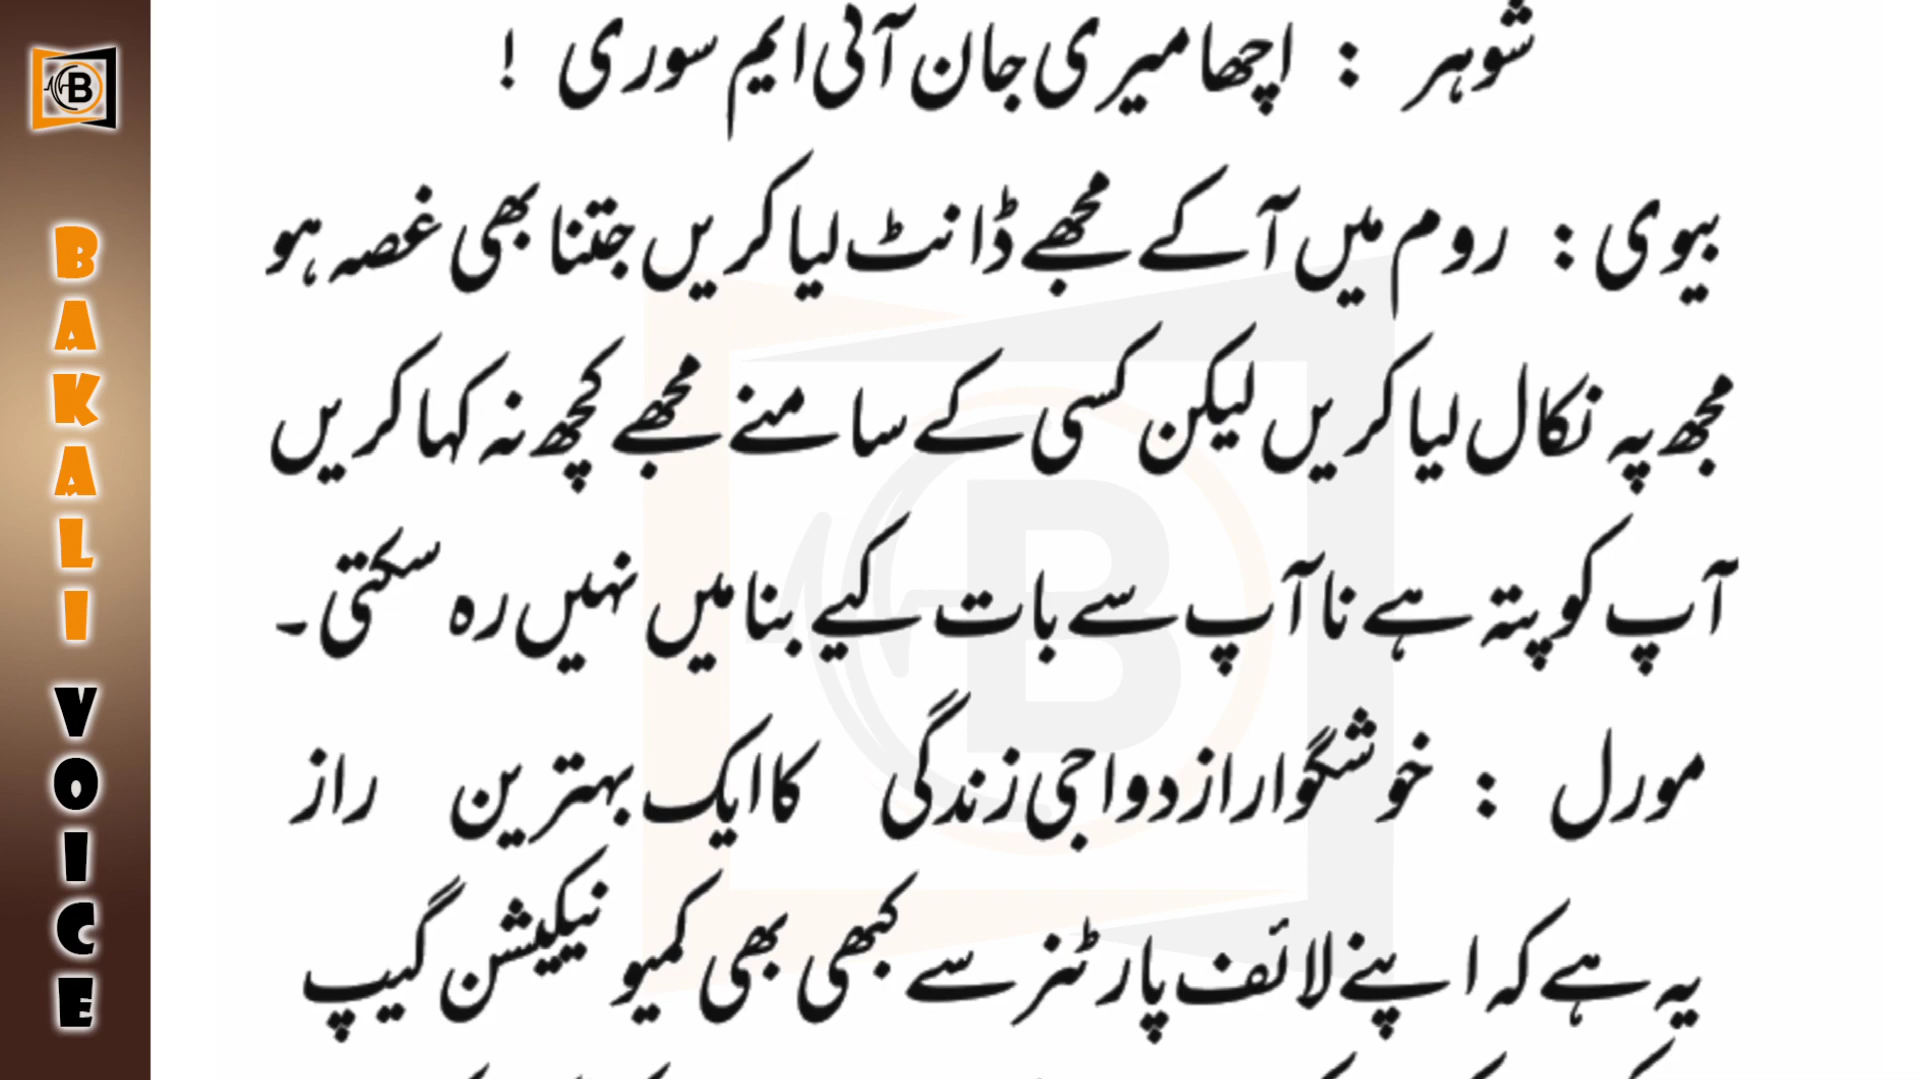 شوہر : اچھا میری جان آئی ایم سوری !
بیوی : روم میں آ کے مجھے ڈانٹ لیا کریں جتنا بھی غصہ ہو
مجھ پہ نکال لیا کریں لیکن کسی کے سامنے مجھے کچھ نہ کہا کریں
آپ کو پتہ ہے نا آپ سے بات کیے بنا میں نہیں رہ سکتی ۔
مورل : خوشگوار ازدواجی زندگی کا ایک بہترین راز
یہ ہے کہ اپنے لائف پارٹنر سے کبھی بھی کمیونیکیشن گیپ
B
BAKALI VOICE
B